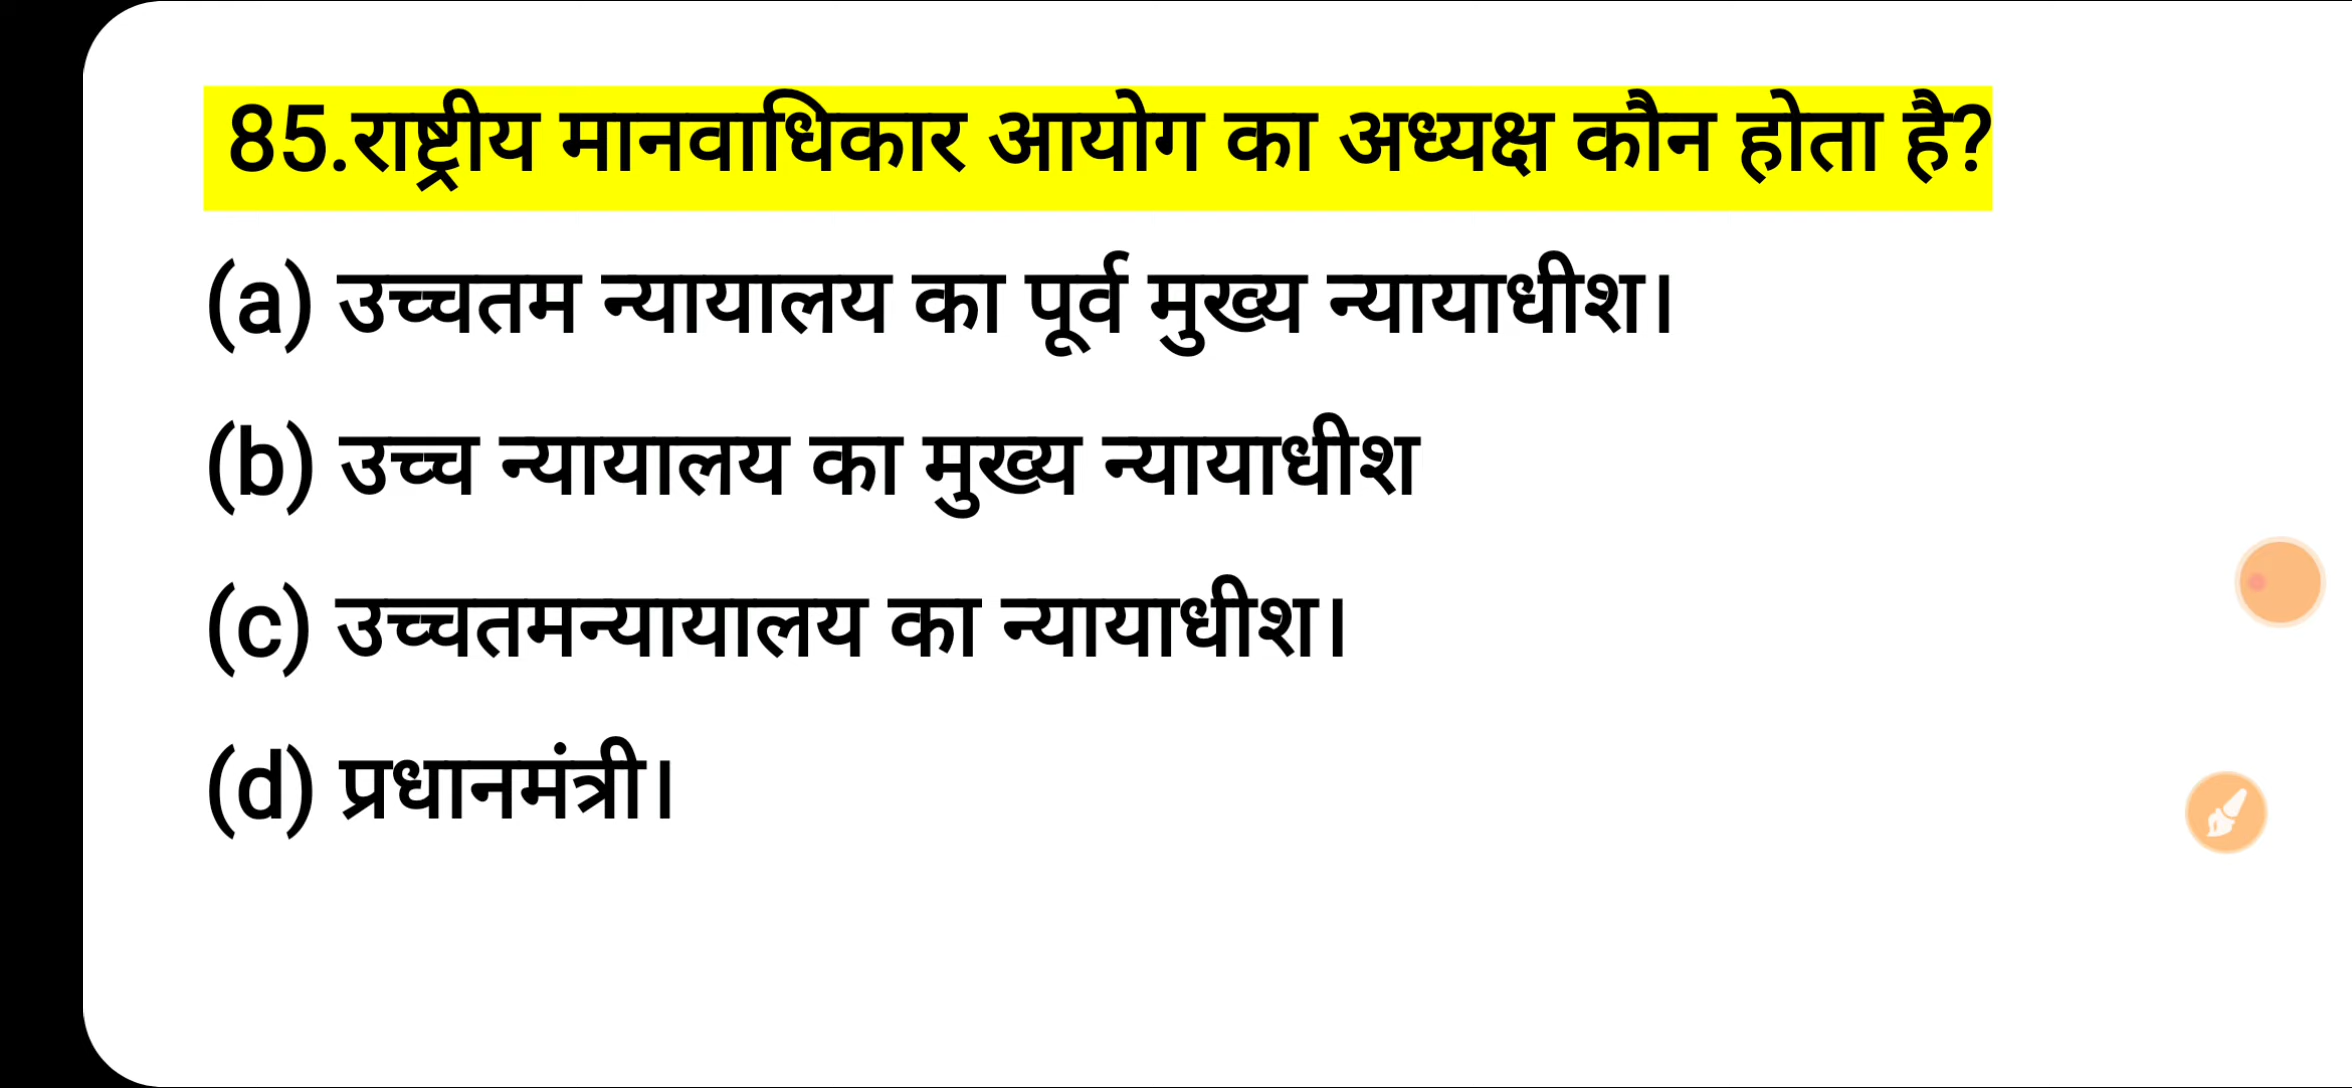 85.राष्ट्रीय मानवाधिकार आयोग का अध्यक्ष कौन होता है?
(a) उच्चतम न्यायालय का पूर्व मुख्य न्यायाधीश।
(b) उच्च न्यायालय का मुख्य न्यायाधीश
(c) उच्चतमन्यायालय का न्यायाधीश।
(d) प्रधानमंत्री।